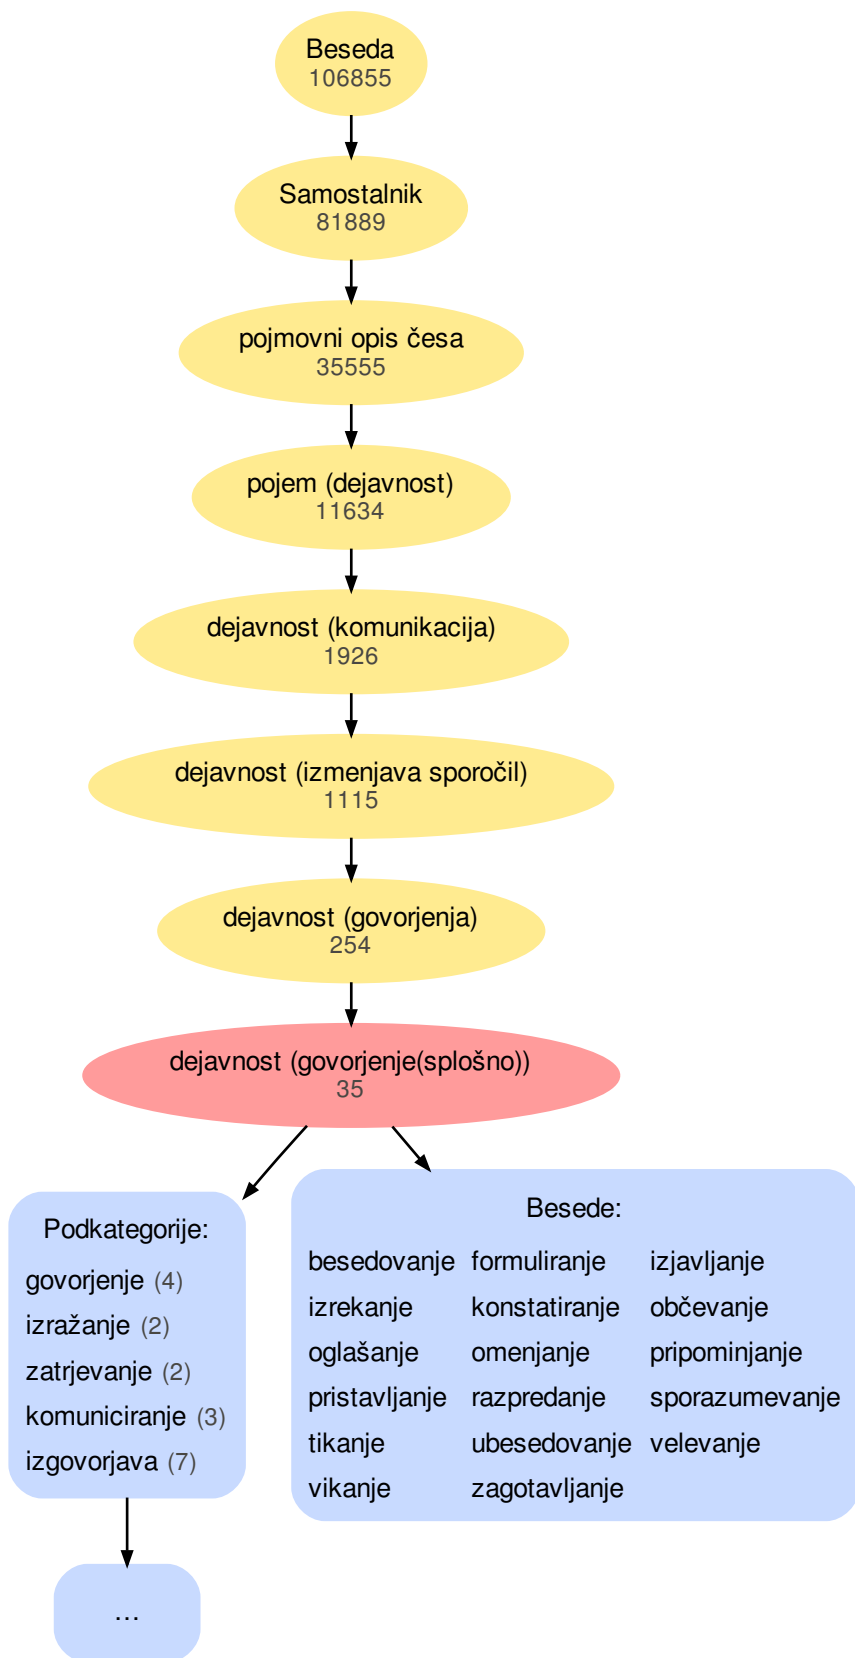 Beseda
106855
Samostalnik
81889
pojmovni opis česa
35555
pojem (dejavnost)
11634
dejavnost (komunikacija)
1926
dejavnost (izmenjava sporočil)
1115
dejavnost (govorjenja)
254
dejavnost (govorjenje(splošno))
35
Podkategorije:
govorjenje (4)
izražanje (2)
zatrjevanje (2)
komuniciranje (3)
izgovorjava (7)
...
Besede:
besedovanje formuliranje izjavljanje
izrekanje konstatiranje občevanje
oglašanje omenjanje pripominjanje
pristavljanje razpredanje sporazumevanje
tikanje ubesedovanje velevanje
vikanje zagotavljanje